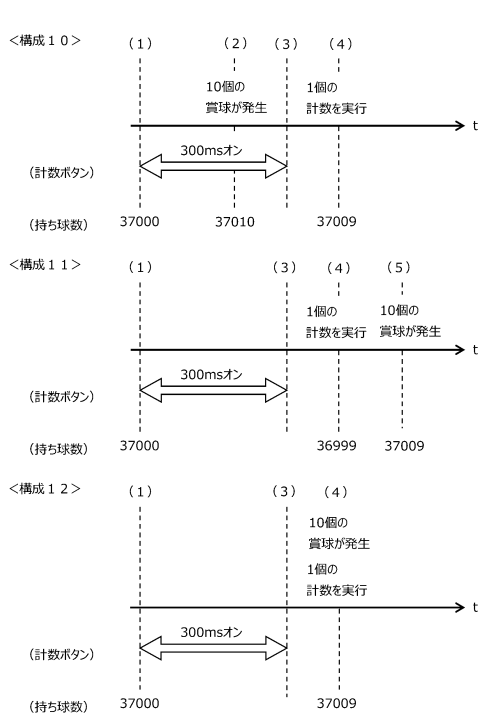 ＜構成１０＞ （１） （２） （３） （４）
10個の 1個の
賞球が発生 計数を実行
t
300msオン
（計数ボタン）
（持ち球数） 37000 37010 37009
＜構成１１＞ （１） （３） （４） （５）
1個の 10個の
計数を実行 賞球が発生
t
300msオン
（計数ボタン）
（持ち球数） 37000 36999 37009
＜構成１２＞ （１） （３） （４）
10個の
賞球が発生
1個の
計数を実行
t
300msオン
（計数ボタン）
（持ち球数） 37000 37009